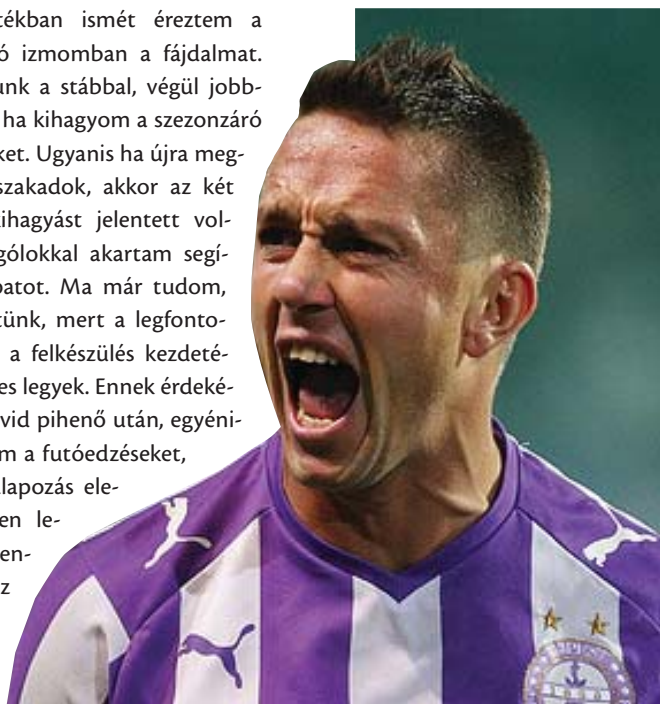 tékban ismét éreztem a
ó izmomban a fájdalmat.
unk a stábbal, végül jobb-
ha kihagyom a szezonzáró
ket. Ugyanis ha újra meg-
szakadok, akkor az két
kihagyást jelentett vol-
gólokkal akartam segí-
patot. Ma már tudom,
tünk, mert a legfonto-
a felkészülés kezdeté-
es legyek. Ennek érdeké-
vid pihenő után, egyéni-
m a futóedzéseket,
lapozás ele-
en le-
en-
z